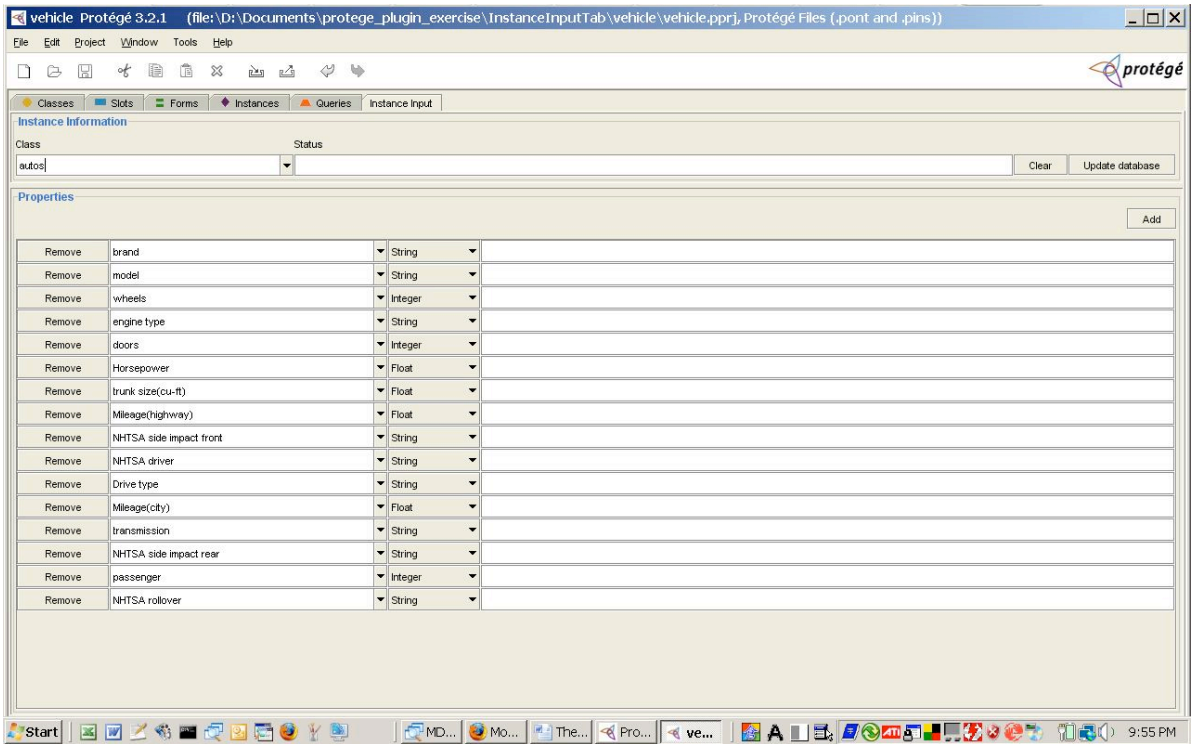 vehicle Protégé 3.2.1 (file:\D:\Documents\protege_plugin_exercise\InstanceInputTab\vehicle\vehicle.pprj, Protégé Files (.pont and .pins))
File Edit Project Window Tools Help
protégé
Classes Slots Forms Instances Queries Instance Input
Instance Information
Class Status
autos Clear Update database
Properties
Add
Remove brand String
Remove model String
Remove wheels Integer
Remove engine type String
Remove doors Integer
Remove Horsepower Float
Remove trunk size(cu-ft) Float
Remove Mileage(highway) Float
Remove NHTSA side impact front String
Remove NHTSA driver String
Remove Drive type String
Remove Mileage(city) Float
Remove transmission String
Remove NHTSA side impact rear String
Remove passenger Integer
Remove NHTSA rollover String
Start MD... Mo... The... Pro... ve... A ATI 9:55 PM